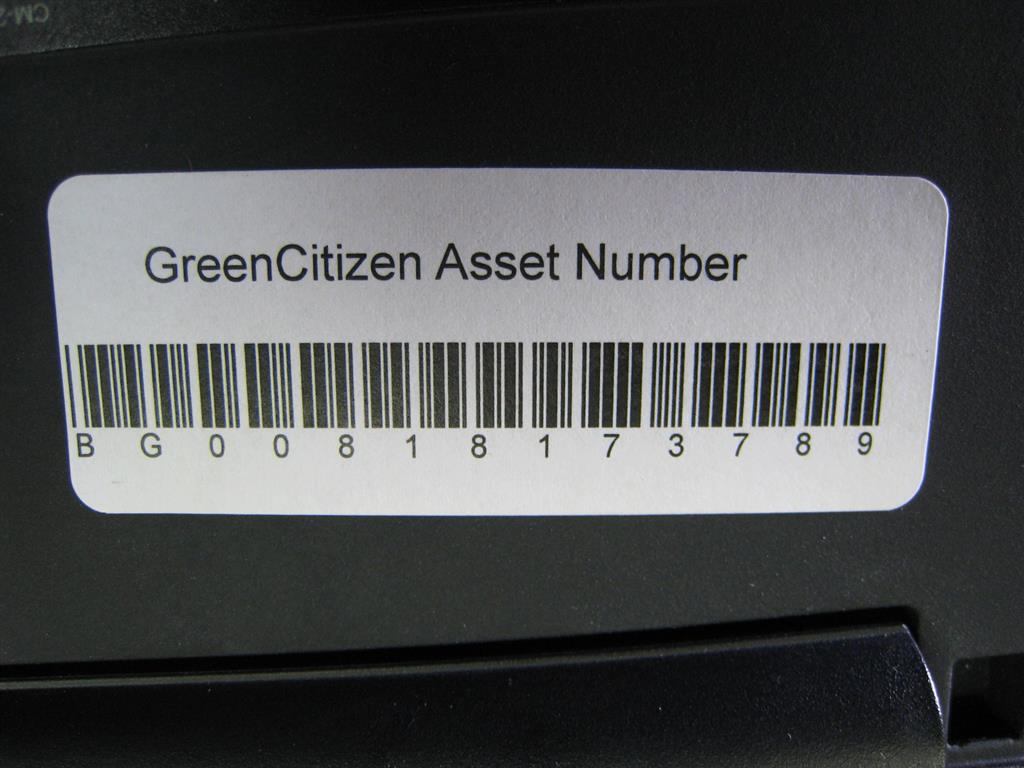 GreenCitizen Asset Number
B G 0 0 8 1 8 1 7 3 7 8 9